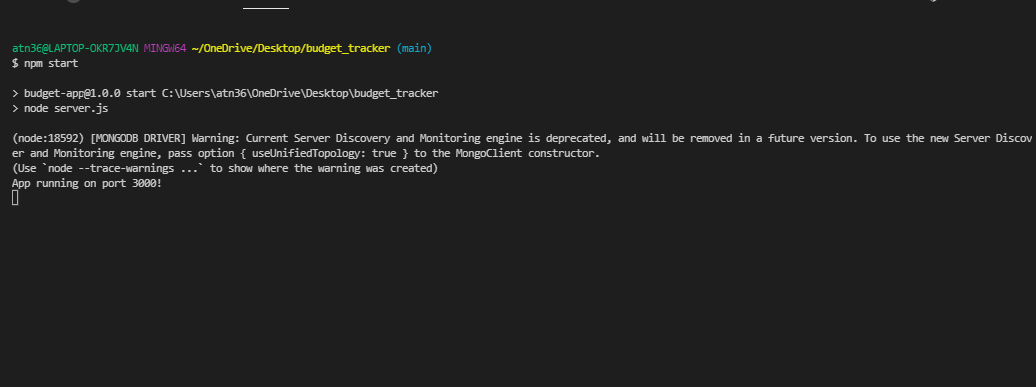 atn36@LAPTOP-OKR7JV4N MINGW64 ~/OneDrive/Desktop/budget_tracker (main)
$ npm start
> budget-app@1.0.0 start C:\Users\atn36\OneDrive\Desktop\budget_tracker
> node server.js
(node:18592) [MONGODB DRIVER] Warning: Current Server Discovery and Monitoring engine is deprecated, and will be removed in a future version. To use the new Server Discov
er and Monitoring engine, pass option { useUnifiedTopology: true } to the MongoClient constructor.
(Use `node --trace-warnings ...` to show where the warning was created)
App running on port 3000!